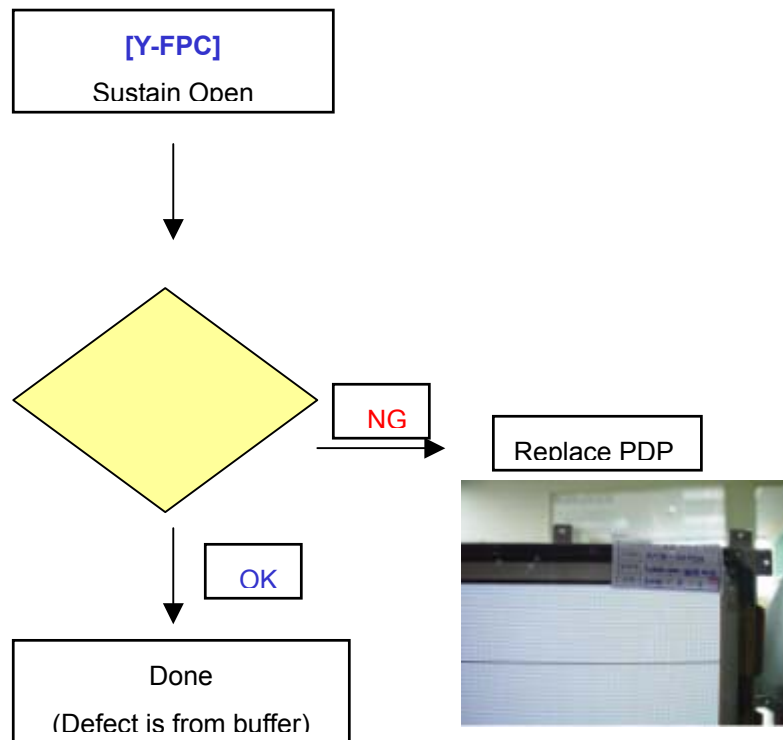 [Y-FPC]
Sustain Open
NG
Replace PDP
OK
Done
(Defect is from buffer)